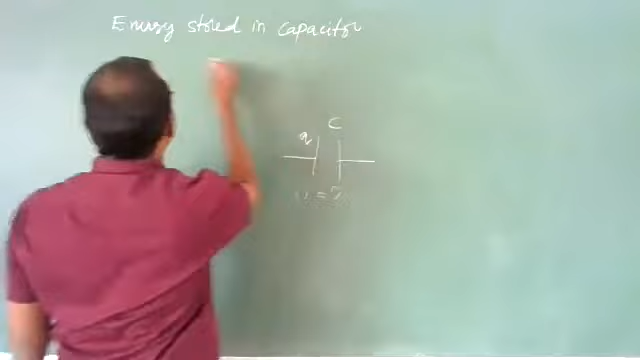 Energy stored in capacitor
C
q
u = ?